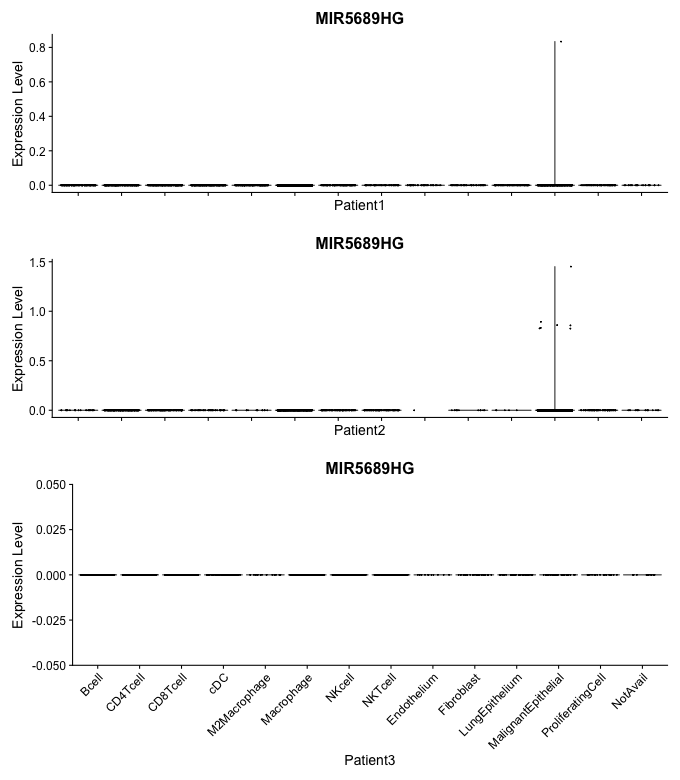 MIR5689HG
Expression Level
0.8
0.6
0.4
0.2
0.0
Patient1
MIR5689HG
Expression Level
1.5
1.0
0.5
0.0
Patient2
MIR5689HG
Expression Level
0.050
0.025
0.000
-0.025
-0.050
Bcell
CD4Tcell
CD8Tcell
cDC
M2Macrophage
Macrophage
NKcell
NKTcell
Endothelium
Fibroblast
LungEpithelium
MalignantEpithelial
ProliferatingCell
NotAvail
Patient3